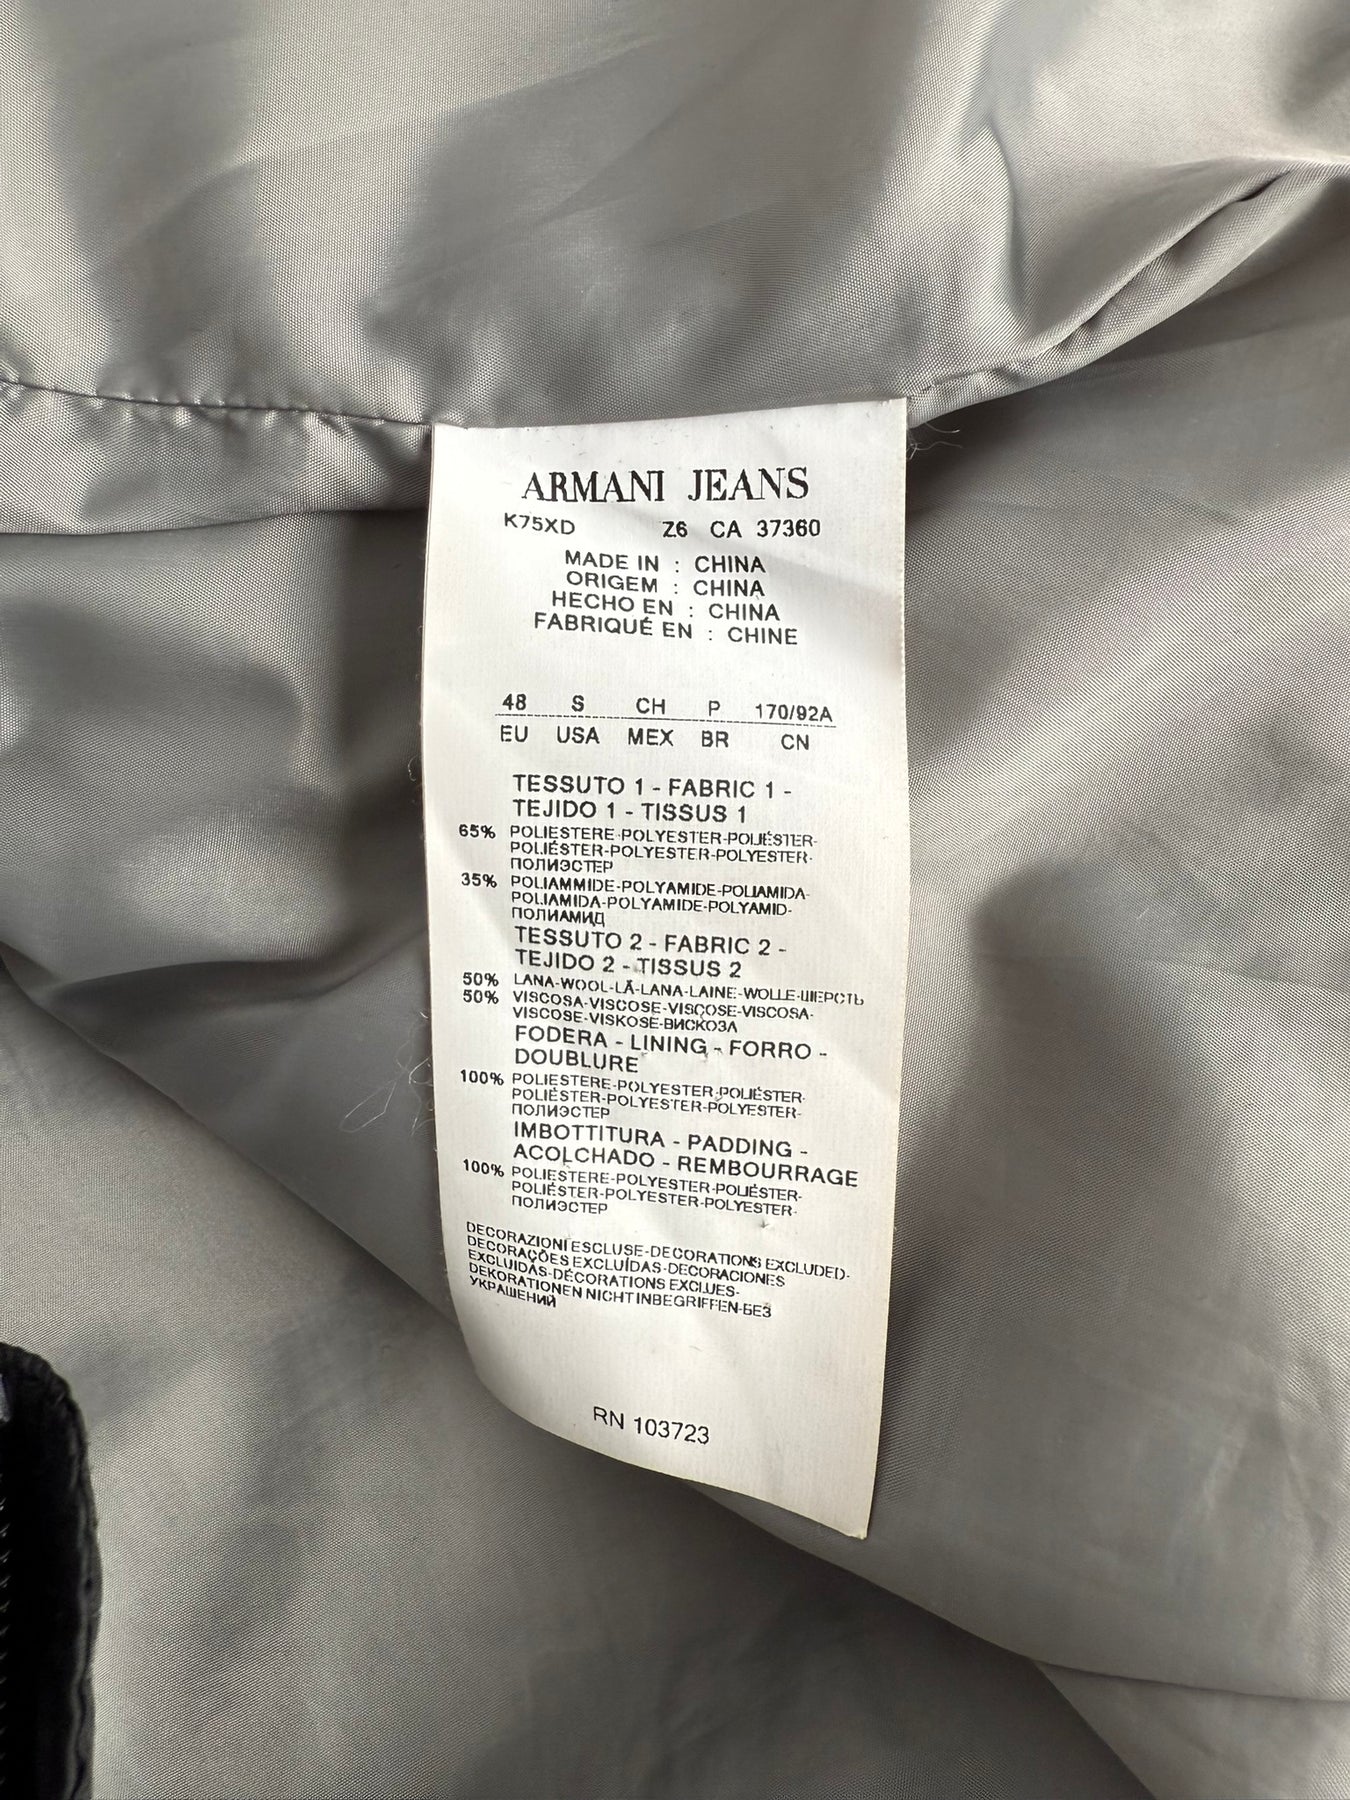 ARMANI JEANS
K75XD Z6 CA 37360
MADE IN : CHINA
ORIGEM : CHINA
HECHO EN : CHINA
FABRIQUÉ EN : CHINE
48 S CH P 170/92A
EU USA MEX BR CN
TESSUTO 1 - FABRIC 1 -
TEJIDO 1 - TISSUS 1
65% POLIESTERE-POLYESTER-POLIÉSTER-
POLIÉSTER-POLYESTER-POLYESTER-
ПОЛИЭСТЕР
35% POLIAMMIDE-POLYAMIDE-POLIAMIDA-
POLIAMIDA-POLYAMIDE-POLYAMID-
ПОЛИАМИД
TESSUTO 2 - FABRIC 2 -
TEJIDO 2 - TISSUS 2
50% LANA-WOOL-LÃ-LANA-LAINE-WOLLE-ШЕРСТЬ
50% VISCOSA-VISCOSE-VISCOSE-VISCOSA-
VISCOSE-VISKOSE-ВИСКОЗА
FODERA - LINING - FORRO -
DOUBLURE
100% POLIESTERE-POLYESTER-POLIÉSTER-
POLIÉSTER-POLYESTER-POLYESTER-
ПОЛИЭСТЕР
IMBOTTITURA - PADDING -
ACOLCHADO - REMBOURRAGE
100% POLIESTERE-POLYESTER-POLIÉSTER-
POLIÉSTER-POLYESTER-POLYESTER-
ПОЛИЭСТЕР
DECORAZIONI ESCLUSE-DECORATIONS EXCLUDED-
DECORAÇÕES EXCLUÍDAS-DECORACIONES
EXCLUIDAS-DÉCORATIONS EXCLUES-
DEKORATIONEN NICHT INBEGRIFFEN-БЕЗ
УКРАШЕНИЙ
RN 103723